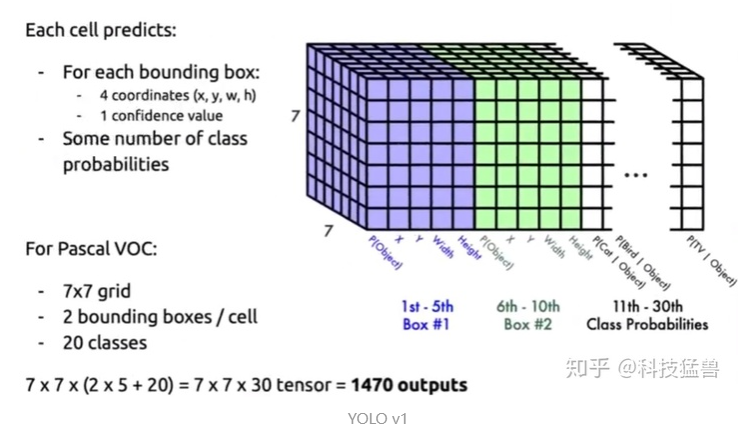 Each cell predicts:
- For each bounding box:
- 4 coordinates (x, y, w, h)
- 1 confidence value
- Some number of class
probabilities
For Pascal VOC:
- 7x7 grid
- 2 bounding boxes / cell
- 20 classes
7 x 7 x (2 x 5 + 20) = 7 x 7 x 30 tensor = 1470 outputs
7
7
P(Object)
X
Y
Width
Height
P(Object)
X
Y
Width
Height
P(Cat | Object)
P(Bird | Object)
...
P(TV | Object)
1st - 5th
Box #1
6th - 10th
Box #2
11th - 30th
Class Probabilities
知乎 @科技猛兽
YOLO v1